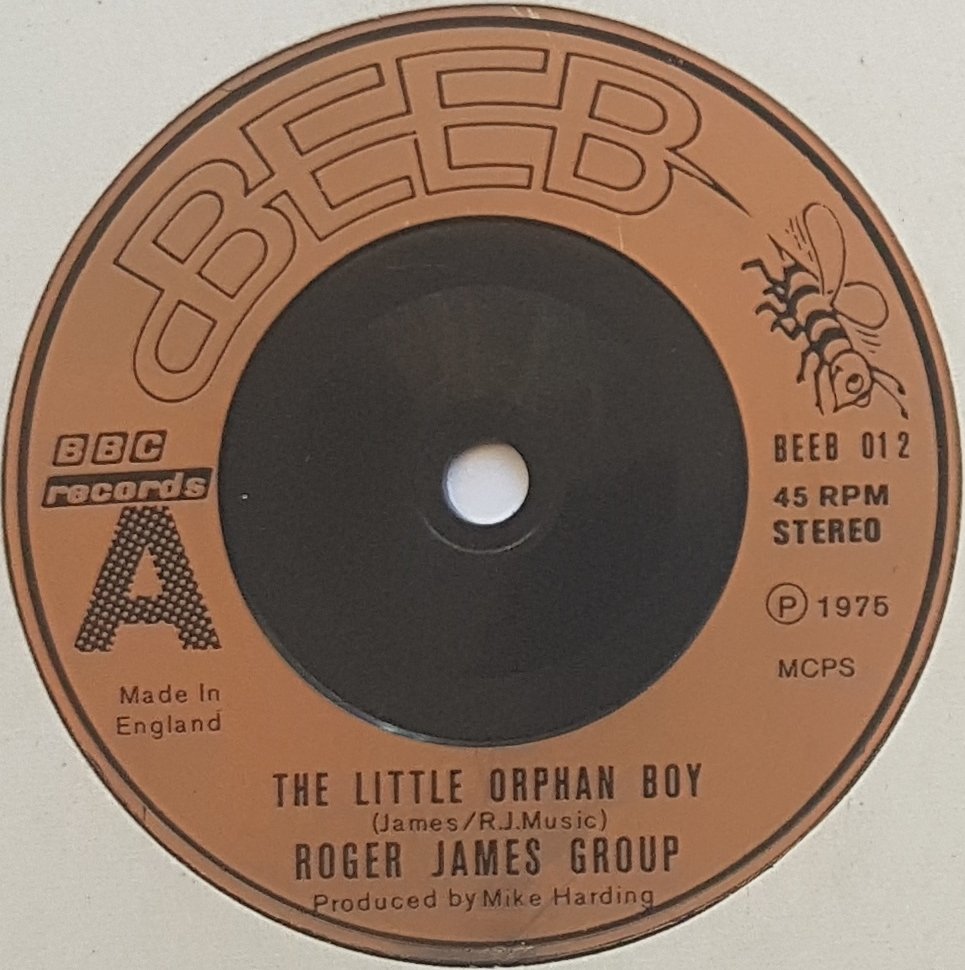 BEEB
BBC
records
A
Made In
England
BEEB 012
45 RPM
STEREO
Ⓟ 1975
MCPS
THE LITTLE ORPHAN BOY
(James/R.J.Music)
ROGER JAMES GROUP
Produced by Mike Harding